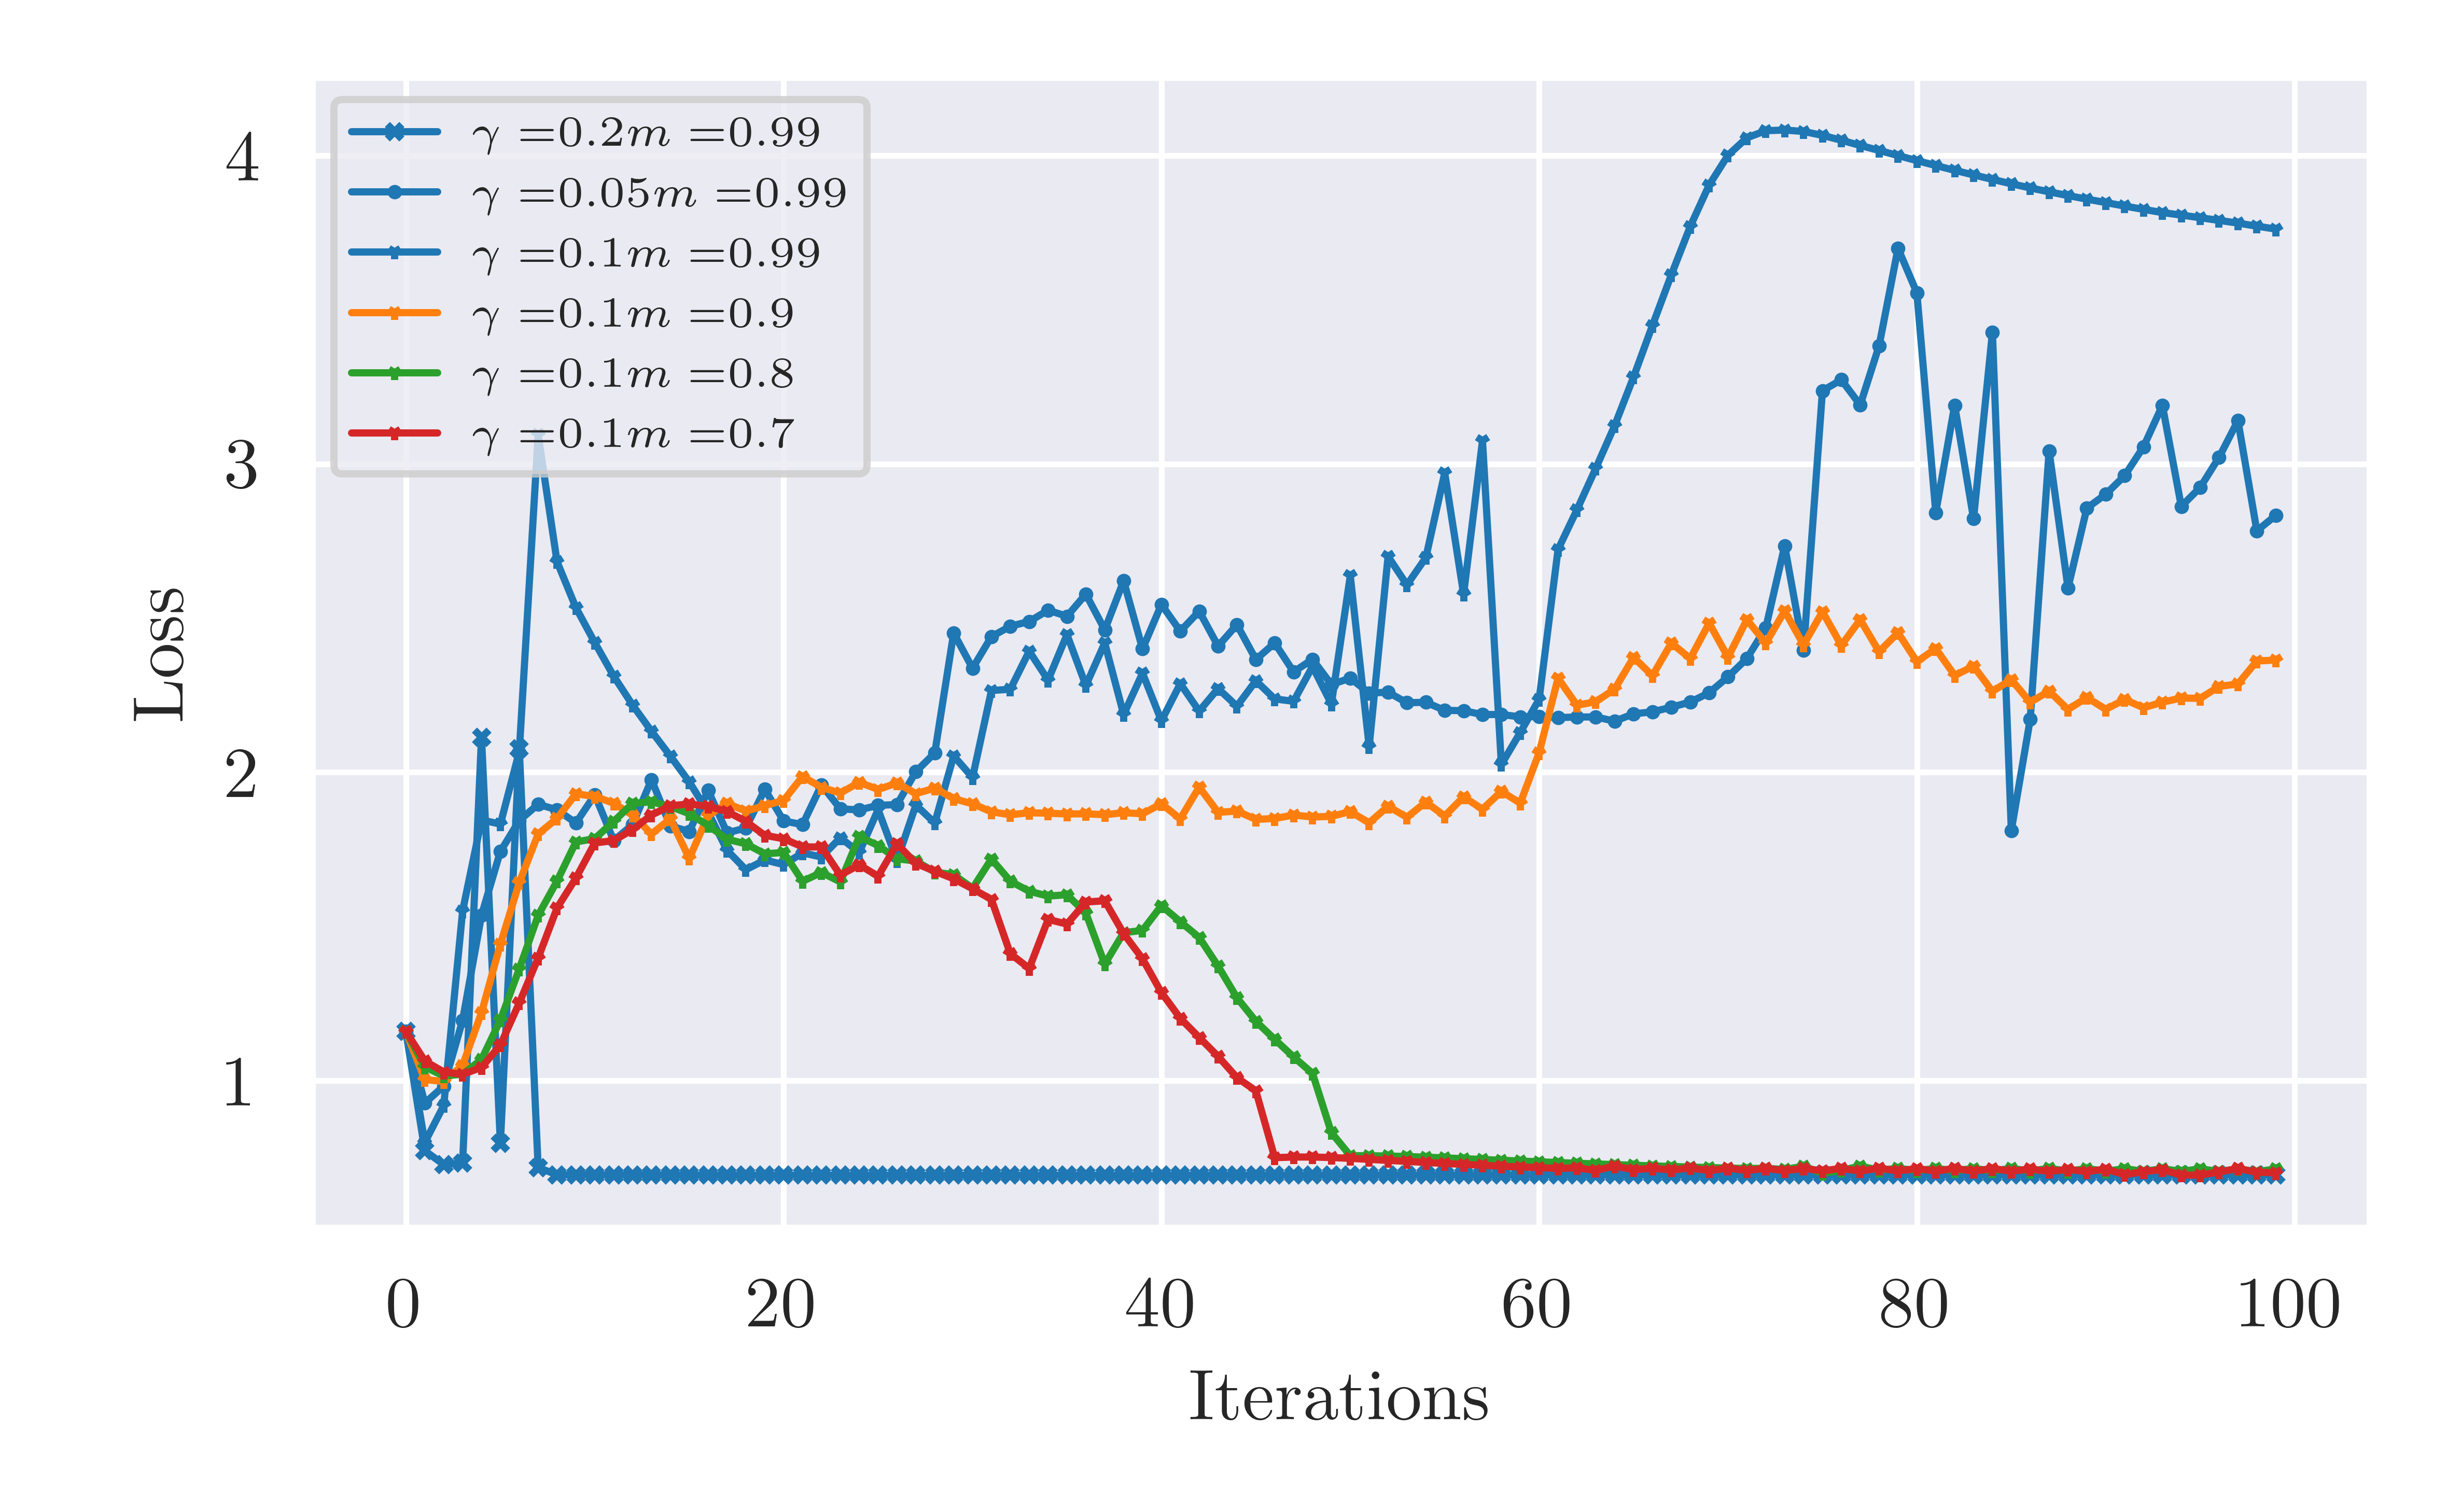 γ =0.2m =0.99
γ =0.05m =0.99
γ =0.1m =0.99
γ =0.1m =0.9
γ =0.1m =0.8
γ =0.1m =0.7
4
3
2
1
Loss
0 20 40 60 80 100
Iterations